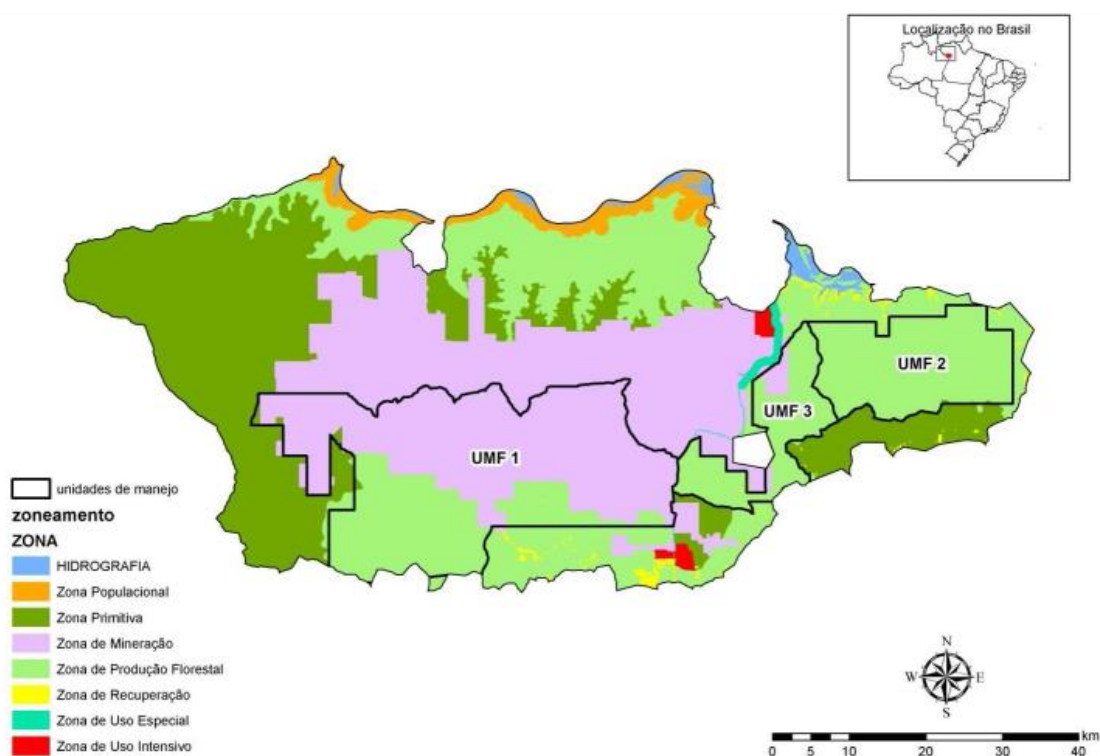 Localização no Brasil
UMF 2
UMF 3
UMF 1
unidades de manejo
zoneamento
ZONA
HIDROGRAFIA
Zona Populacional
Zona Primitiva
Zona de Mineração
Zona de Produção Florestal
Zona de Recuperação
Zona de Uso Especial
Zona de Uso Intensivo
N
W E
S
km
0 5 10 20 30 40